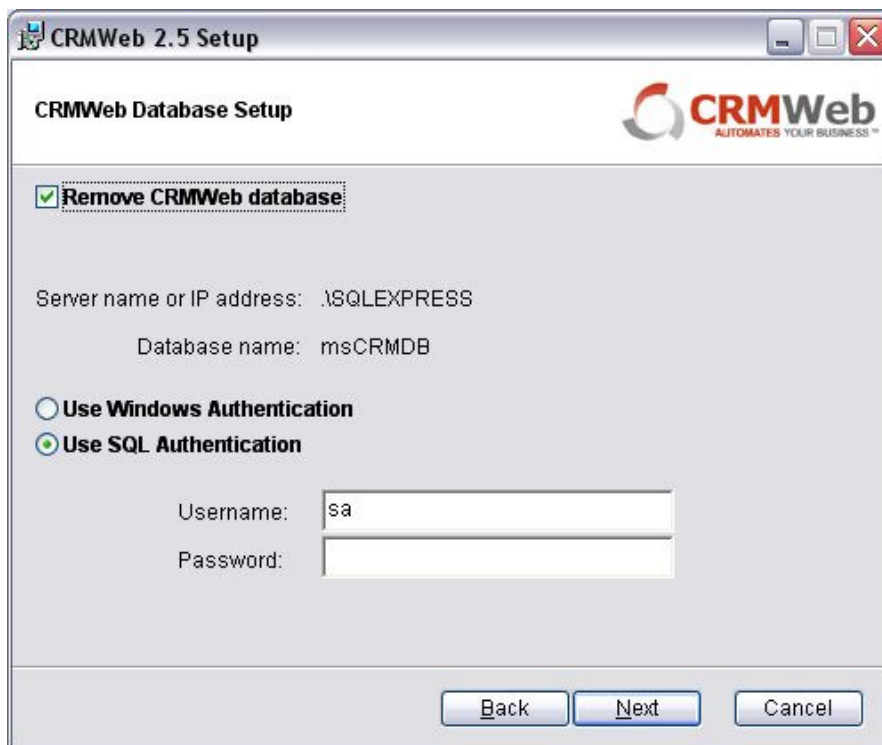 CRMWeb 2.5 Setup
CRMWeb Database Setup
CRMWeb
AUTOMATES YOUR BUSINESS™
Remove CRMWeb database
Server name or IP address: .\SQLEXPRESS
Database name: msCRMDB
Use Windows Authentication
Use SQL Authentication
Username: sa
Password:
Back Next Cancel